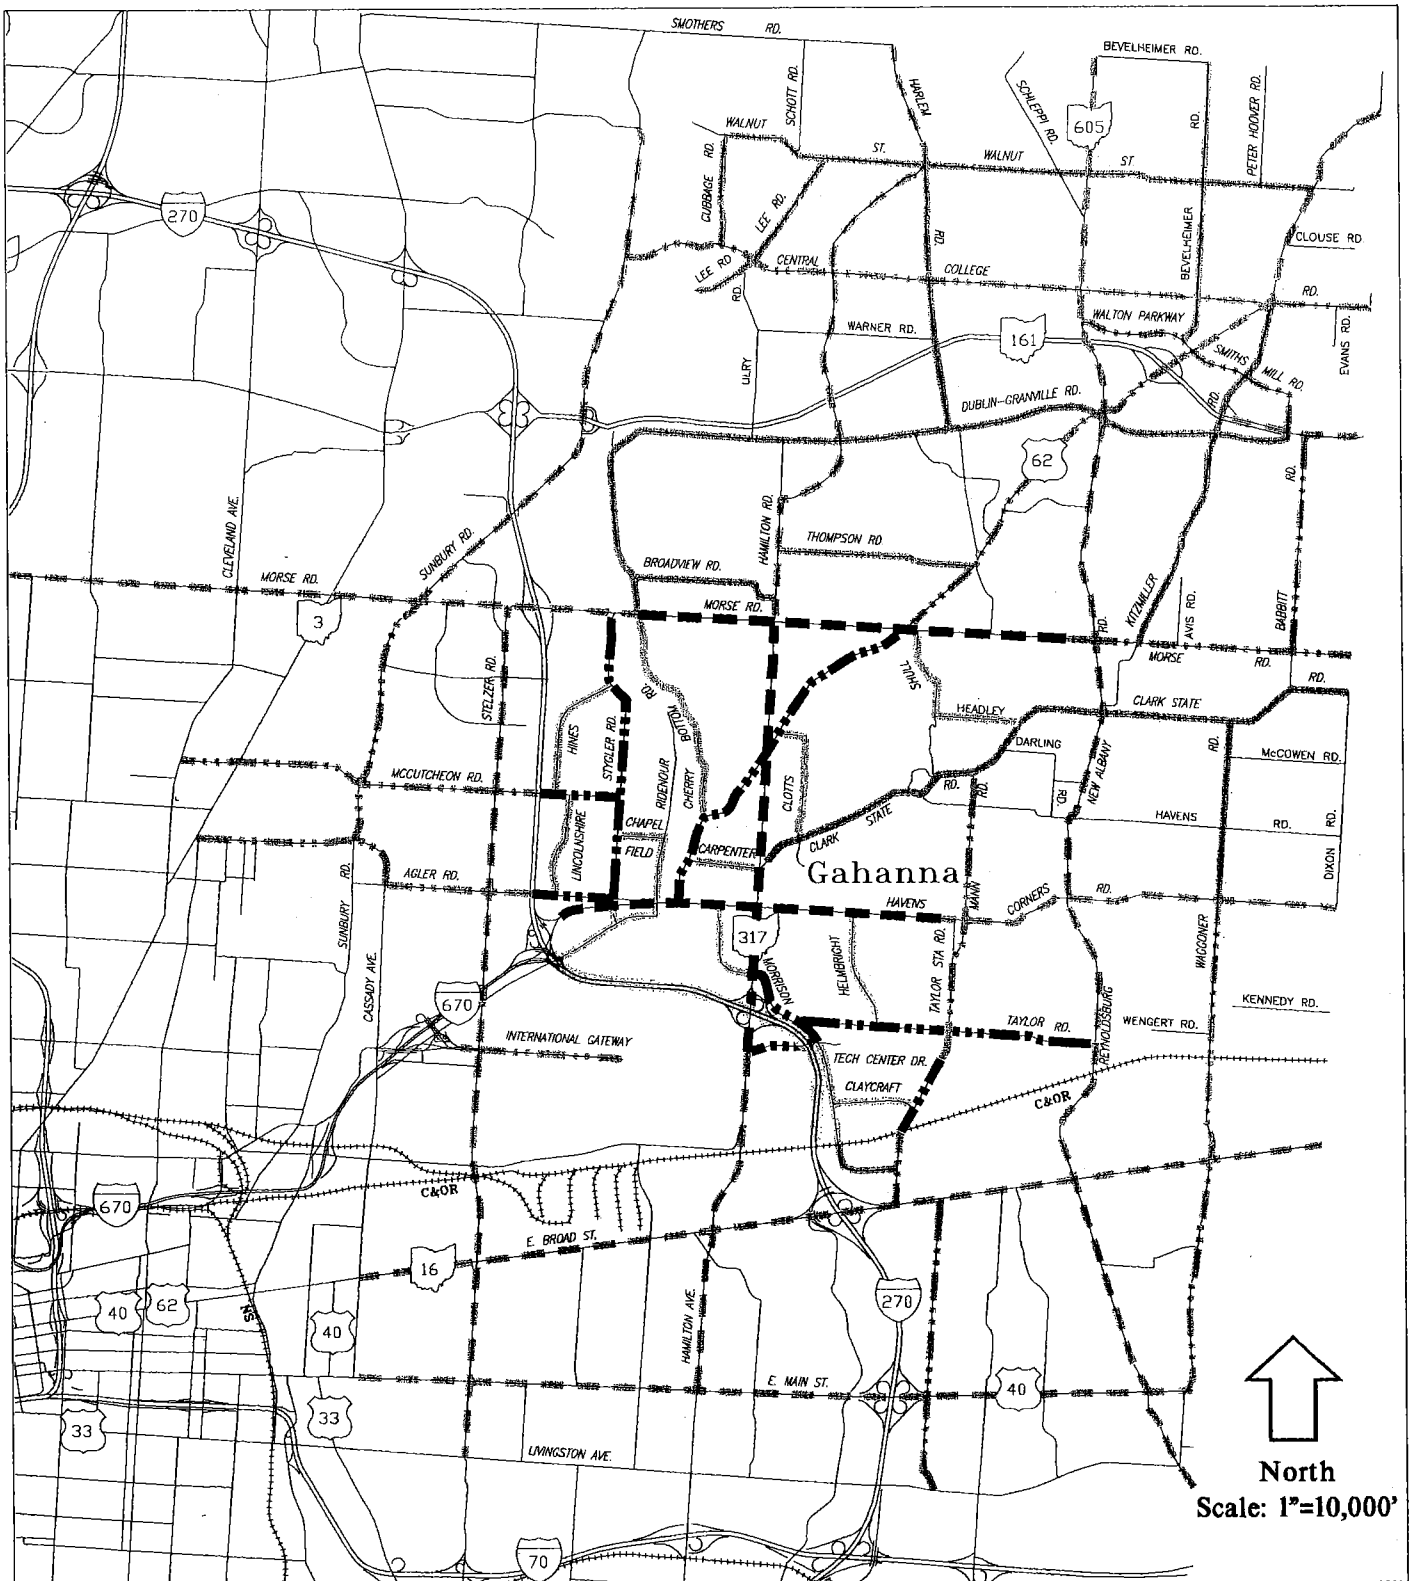 SMOTHERS RD.
BEVELHEIMER RD.
SCHOTT RD.
HARLEM
SCHLEPPI RD.
605
RD.
PETER HOOVER RD.
WALNUT
ST.
WALNUT
ST.
CUBBAGE RD.
LEE RD.
270
RD.
BEVELHEIMER
CLOUSE RD
LEE RD
CENTRAL
COLLEGE
RD.
RD.
WALTON PARKWAY
WARNER RD.
161
EVANS RD.
ULRY
SMITHS MILL RD.
DUBLIN-GRANVILLE RD.
RD.
62
RD.
CLEVELAND AVE.
HAMILTON RD.
SUNBURY RD.
THOMPSON RD
BROADVIEW RD.
MORSE RD.
MORSE RD.
KITZMILLER
AVIS RD.
BABBITT
3
RD.
MORSE
RD.
STELZER RD.
RD.
SHULL
RD.
BOTTOM
HEADLEY
CLARK STATE
HINES
STYGLER RD.
DARLING
RD.
McCOWEN RD.
MCCUTCHEON RD.
RIDENOUR
CHERRY
CLOTTS
RD.
RD.
RD.
NEW ALBANY
LINCOLNSHIRE
CHAPEL
FIELD
CARPENTER
CLARK
STATE
HAVENS
RD.
RD.
DIXON
Gahanna
AGLER RD.
RD.
SUNBURY
HAVENS
MANN
CORNERS
RD.
317
CASSADY AVE.
MORRISON
HELMBRIGHT
TAYLOR STA RD.
WAGGONER
670
REYNOLDSBURG
KENNEDY RD.
TAYLOR RD.
WENGERT RD.
INTERNATIONAL GATEWAY
TECH CENTER DR.
CLAYCRAFT
C&OR
C&OR
670
E. BROAD ST.
16
40
62
NS
40
HAMILTON AVE.
270
E. MAIN ST.
40
33
33
LIVINGSTON AVE.
North
Scale: 1"=10,000'
70